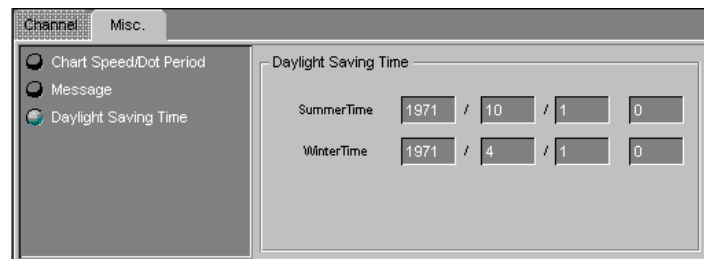 Channel Misc.
Chart Speed/Dot Period
Message
Daylight Saving Time
Daylight Saving Time
SummerTime 1971 / 10 / 1 0
WinterTime 1971 / 4 / 1 0